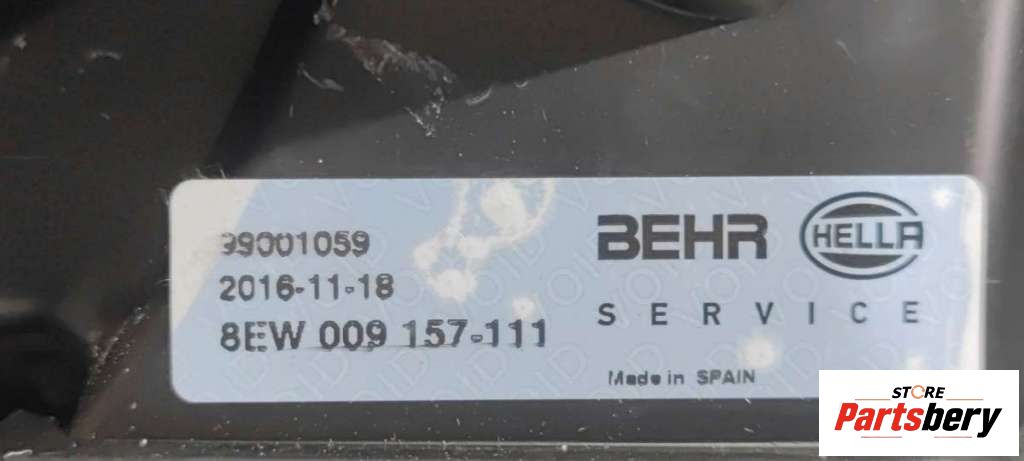 99001059
2016-11-18
8EW 009 157-111
BEHR HELLA
SERVICE
Made in SPAIN
STORE
Partsbery